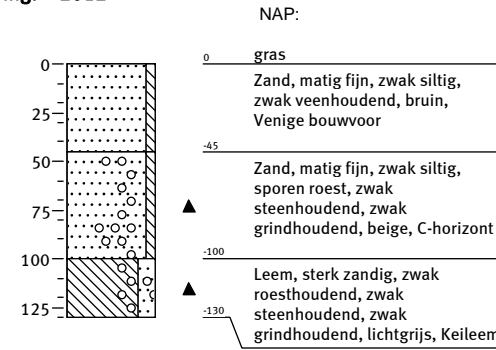 NAP:
0
gras
0
25
50
75
100
125
Zand, matig fijn, zwak siltig,
zwak veenhoudend, bruin,
Venige bouwvoor
-45
Zand, matig fijn, zwak siltig,
sporen roest, zwak
steenhoudend, zwak
grindhoudend, beige, C-horizont
-100
Leem, sterk zandig, zwak
roesthoudend, zwak
steenhoudend, zwak
grindhoudend, lichtgrijs, Keileem
-130